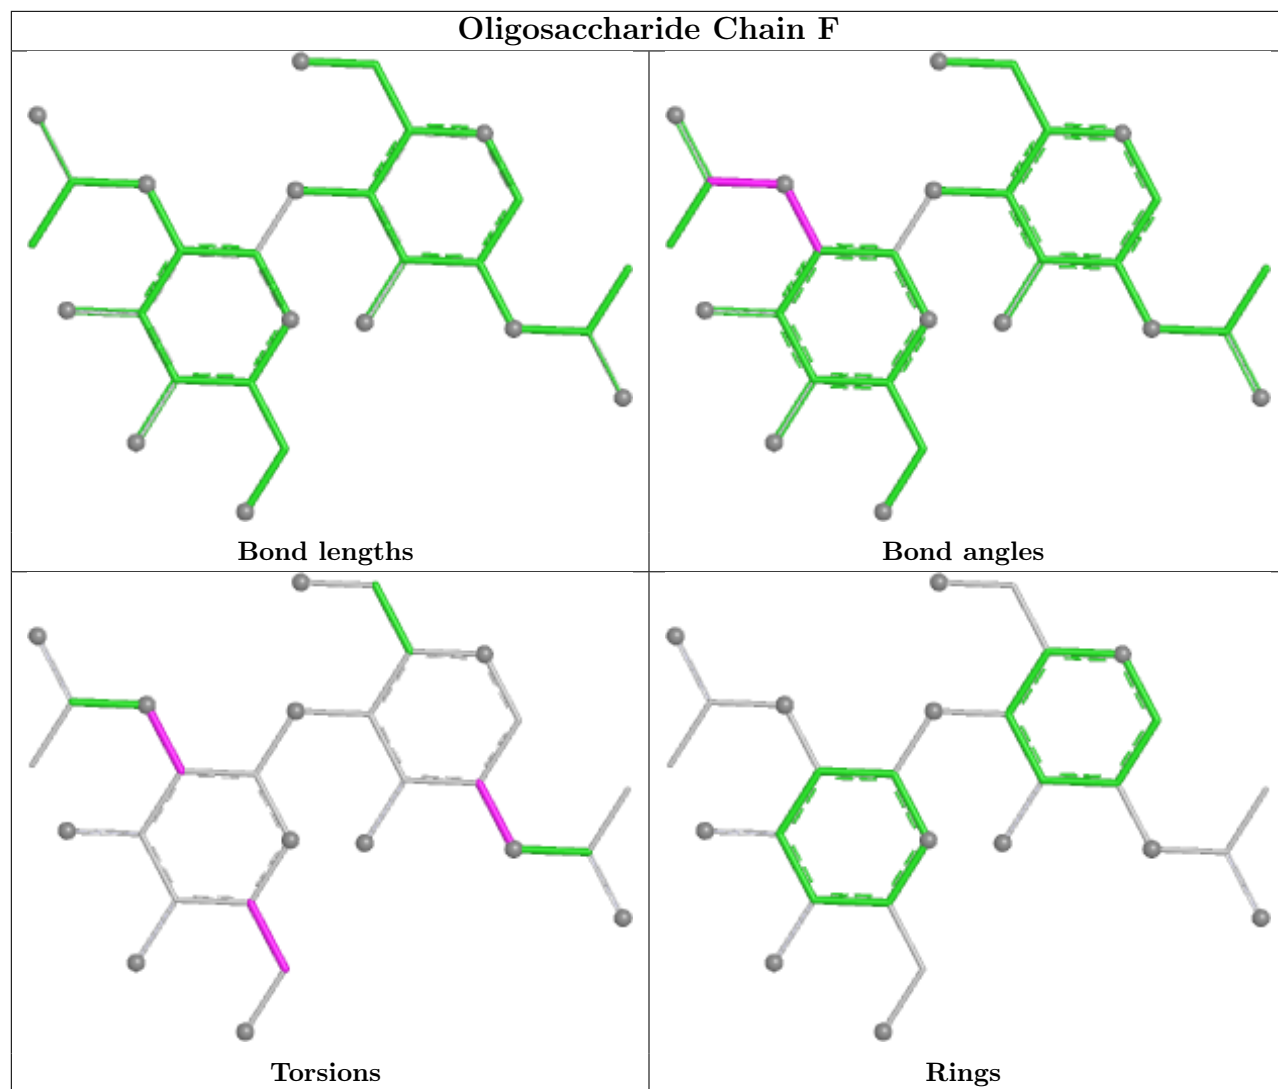 Oligosaccharide Chain F
Bond lengths
Bond angles
Torsions
Rings